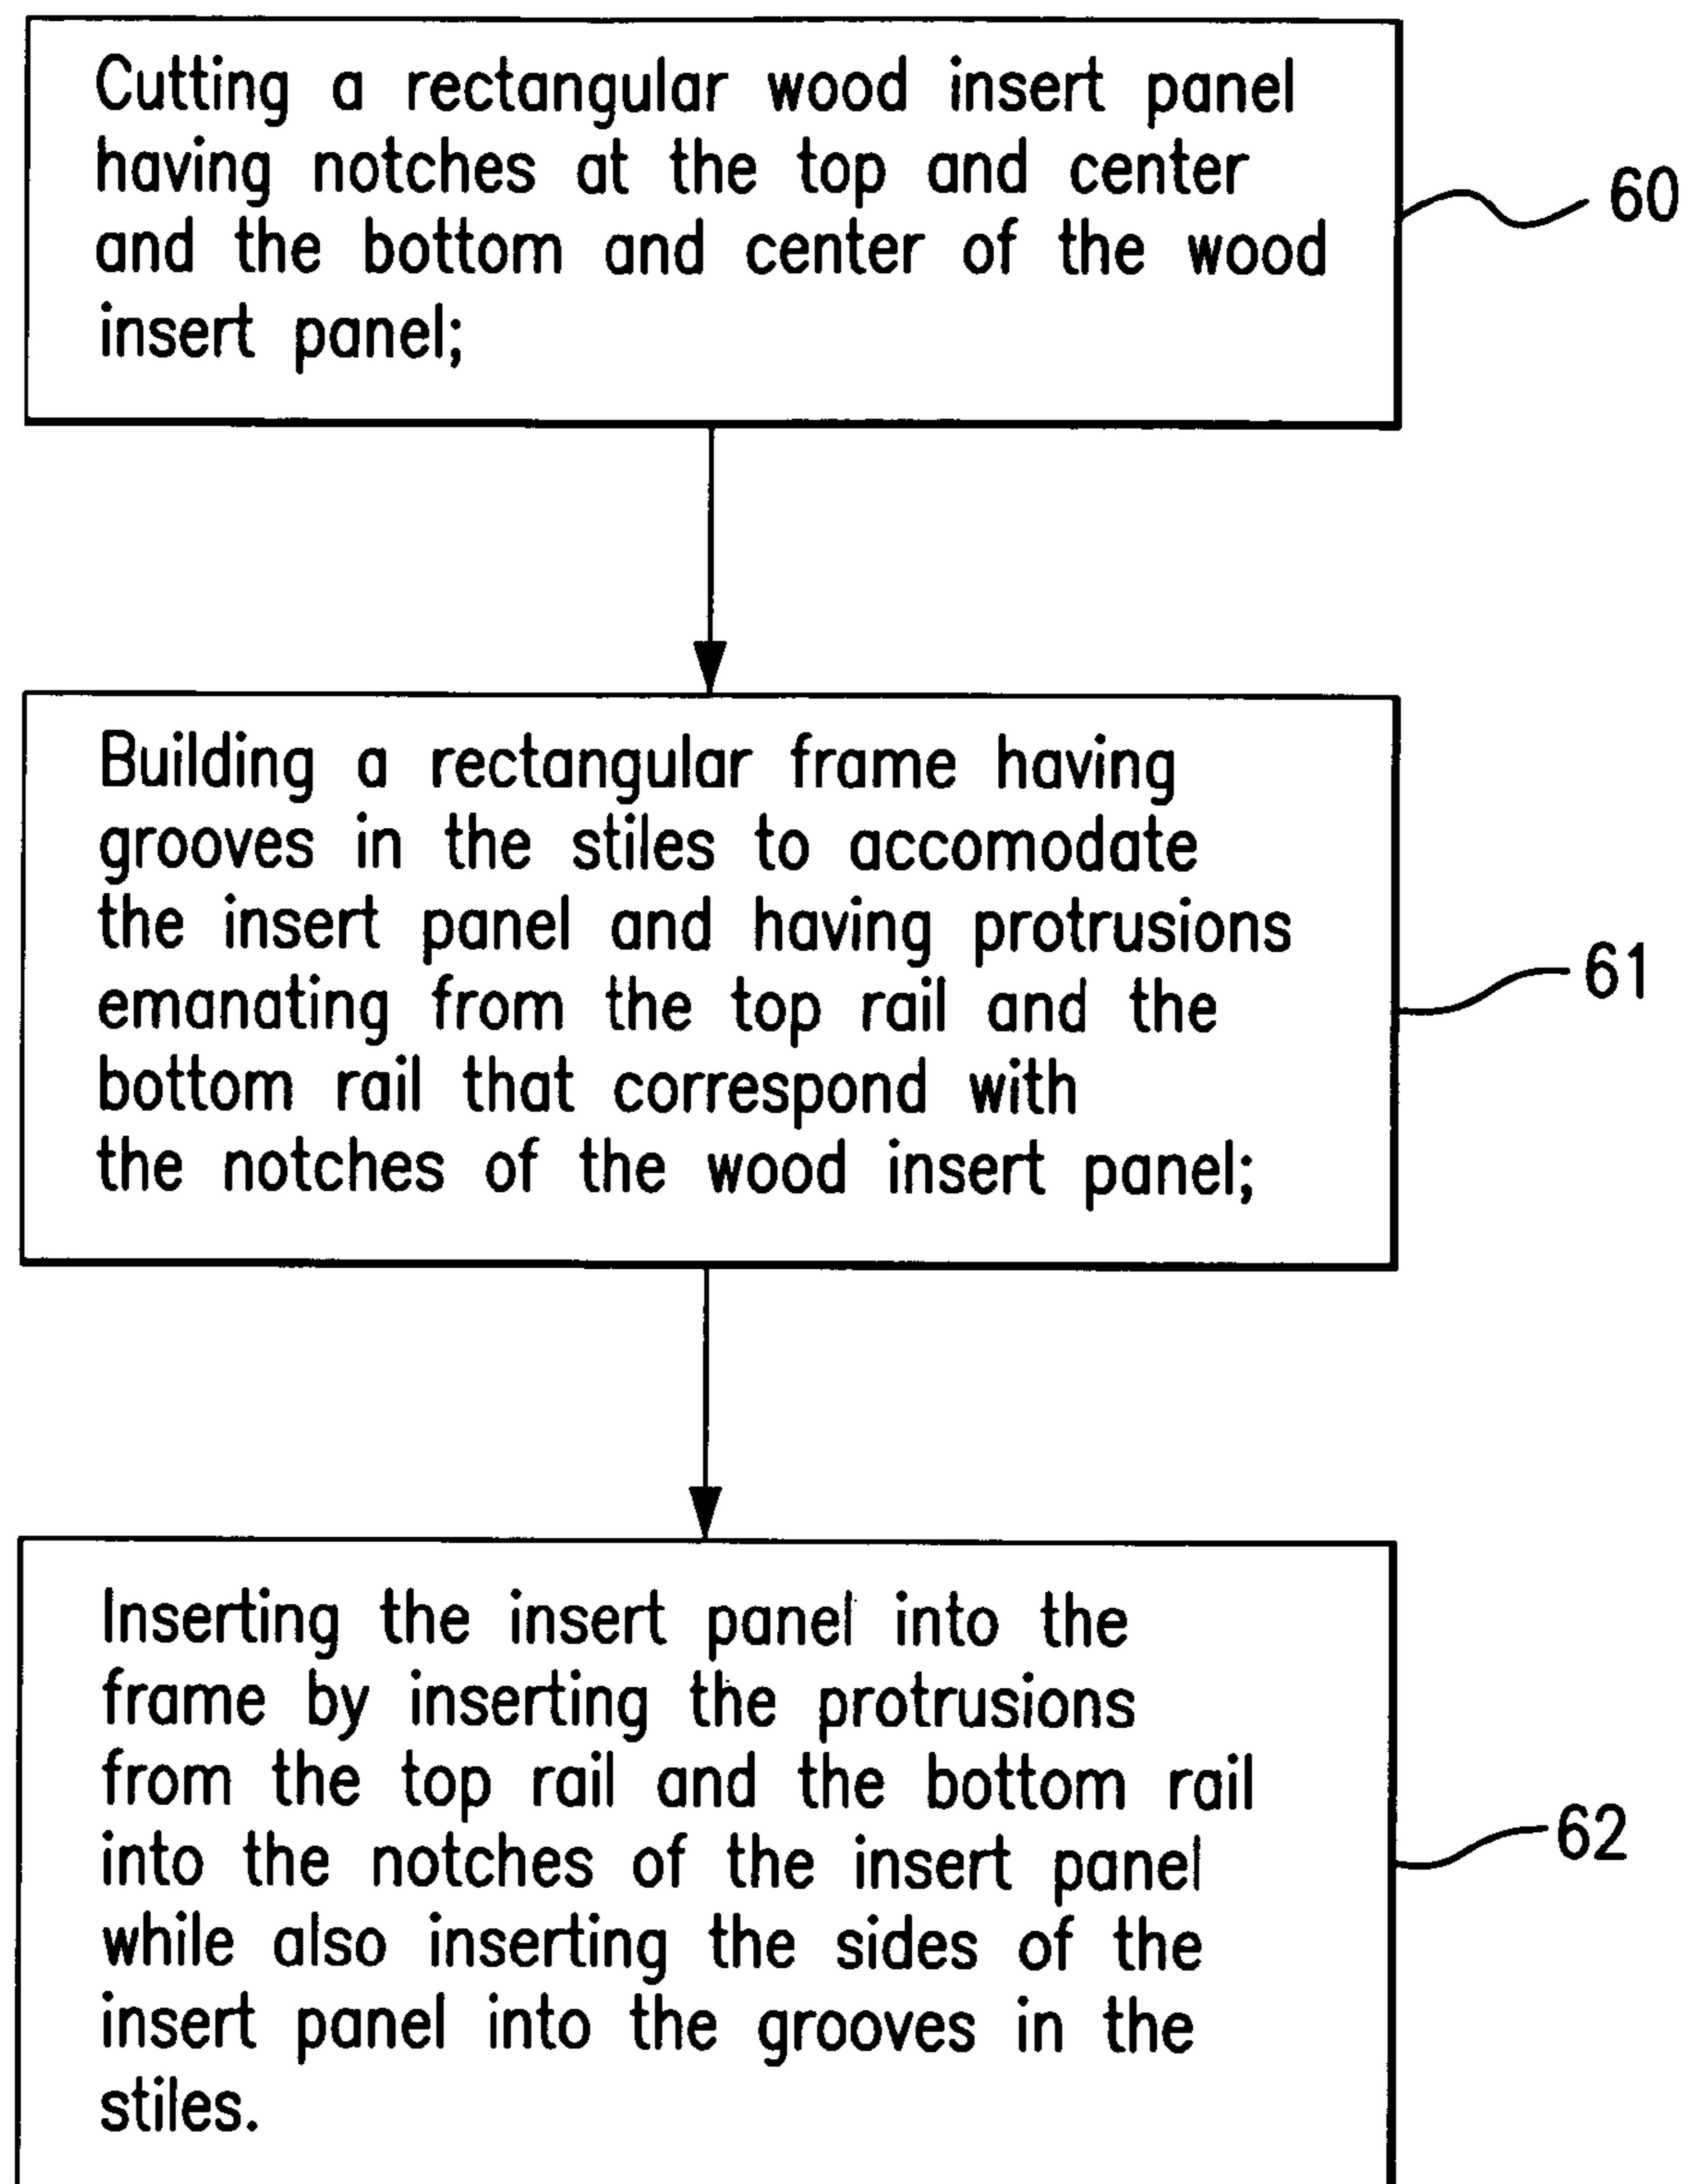 Cutting a rectangular wood insert panel
having notches at the top and center
and the bottom and center of the wood
insert panel;
60
Building a rectangular frame having
grooves in the stiles to accomodate
the insert panel and having protrusions
emanating from the top rail and the
bottom rail that correspond with
the notches of the wood insert panel;
61
Inserting the insert panel into the
frame by inserting the protrusions
from the top rail and the bottom rail
into the notches of the insert panel
while also inserting the sides of the
insert panel into the grooves in the
stiles.
62